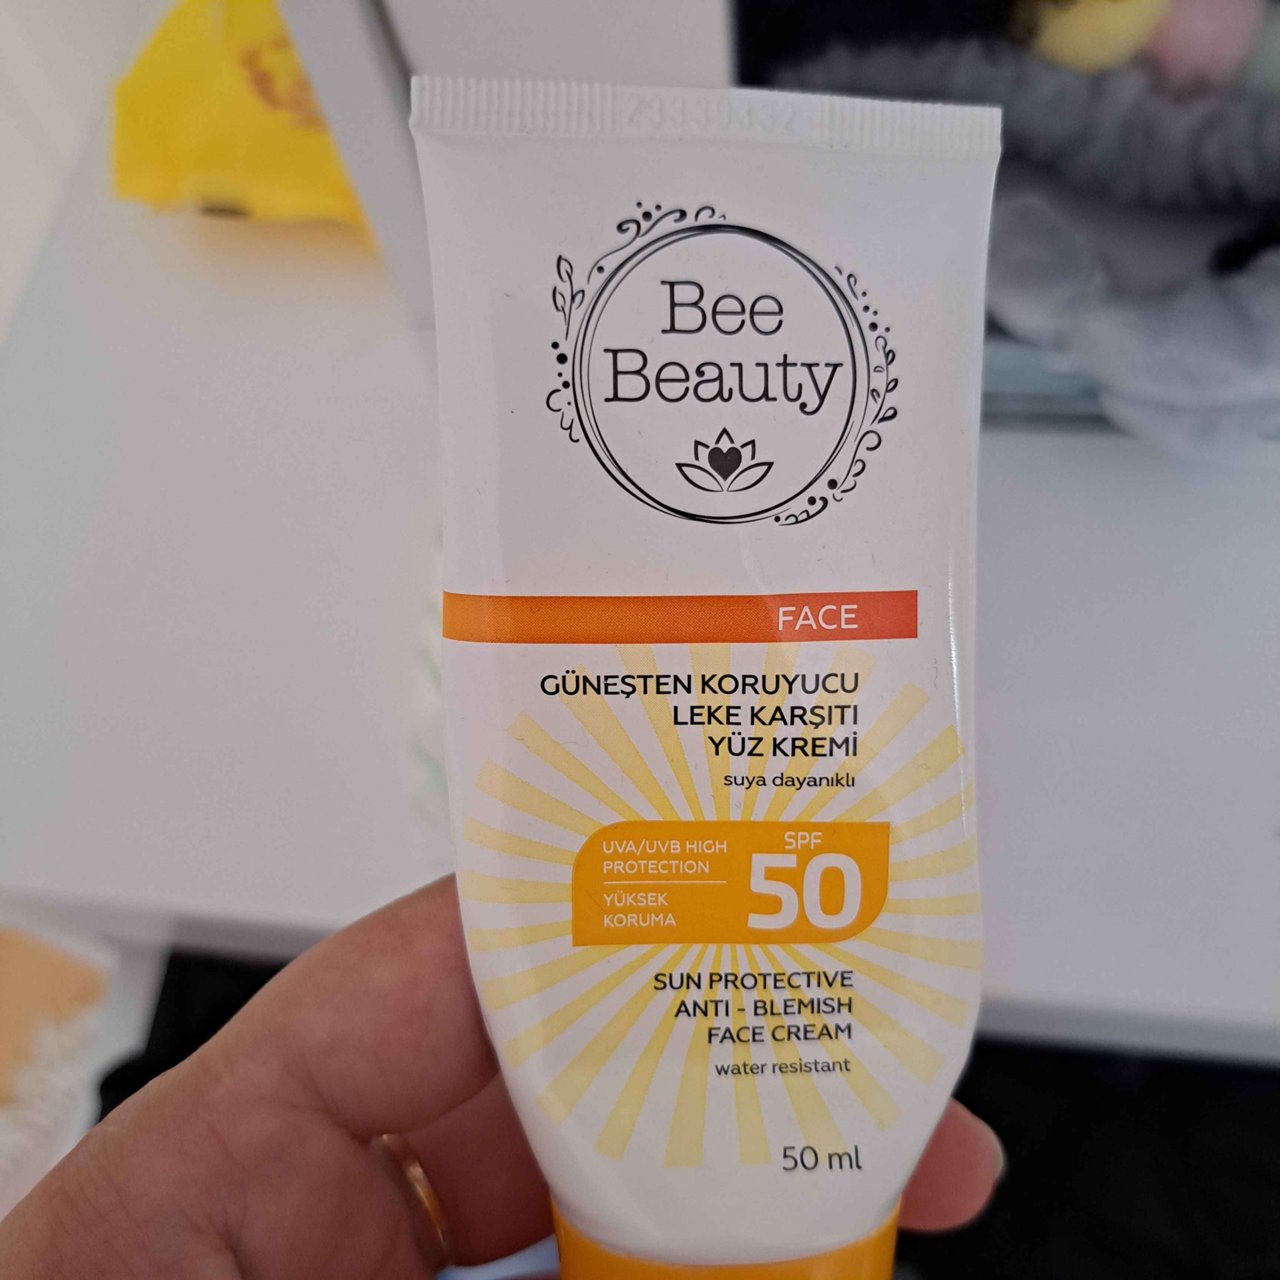 Bee
Beauty
FACE
GÜNEŞTEN KORUYUCU
LEKE KARŞITI
YÜZ KREMİ
suya dayanıklı
UVA/UVB HIGH
PROTECTION
YÜKSEK
KORUMA
SPF
50
SUN PROTECTIVE
ANTI - BLEMISH
FACE CREAM
water resistant
50 ml